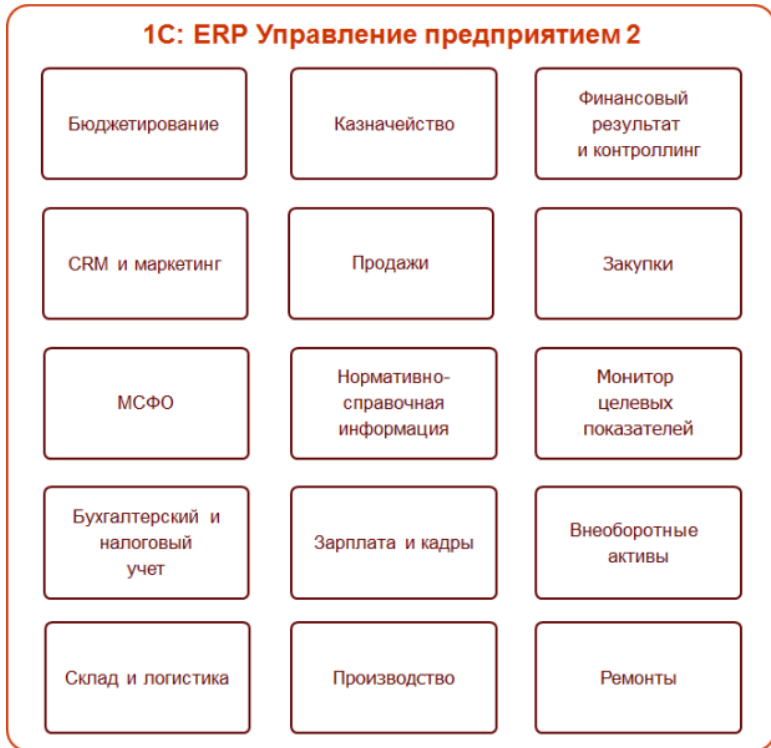 1С: ERP Управление предприятием 2
Бюджетирование
Казначейство
Финансовый
результат
и контроллинг
CRM и маркетинг
Продажи
Закупки
МСФО
Нормативно-
справочная
информация
Монитор
целевых
показателей
Бухгалтерский и
налоговый
учет
Зарплата и кадры
Внеоборотные
активы
Склад и логистика
Производство
Ремонты